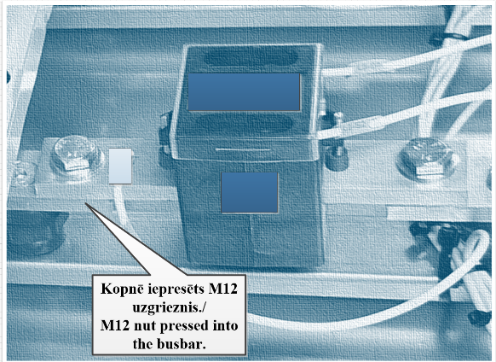 Kopnē iepresēts M12
uzgrieznis./
M12 nut pressed into
the busbar.